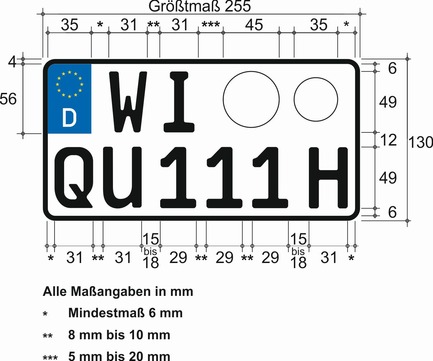 Größtmaß 255
35 * 31 ** 31 *** 45 35 *
4 6
56 D WI 49
12 130
QU 111 H 49
6
* 31 ** 31 15 bis 18 29 ** 29 ** 29 15 bis 18 31 *
Alle Maßangaben in mm
* Mindestmaß 6 mm
** 8 mm bis 10 mm
*** 5 mm bis 20 mm